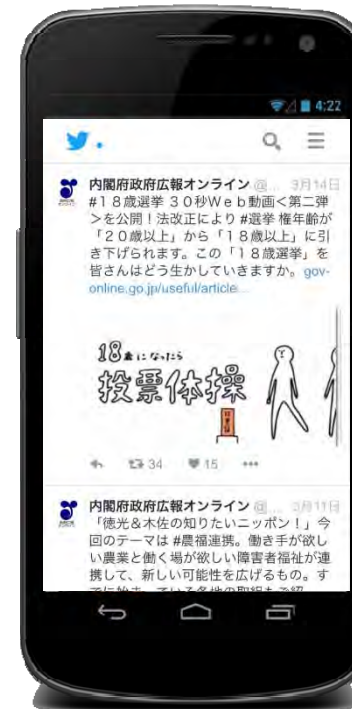 4:22
内閣府政府広報オンライン @... 3月14日
#18歳選挙 30秒Web動画<第二弾
>を公開!法改正により #選挙 権年齢が
「20歳以上」から「18歳以上」に引
き下げられます。この「18歳選挙」を
皆さんはどう生かしていきますか。gov-
online.go.jp/useful/article...
18歳になったら
投票体操
投票箱
34 15
内閣府政府広報オンライン @... 3月11日
「徳光&木佐の知りたいニッポン!」今
回のテーマは #農福連携。働き手が欲し
い農業と働く場が欲しい障害者福祉が連
携して、新しい可能性を広げるもの。す